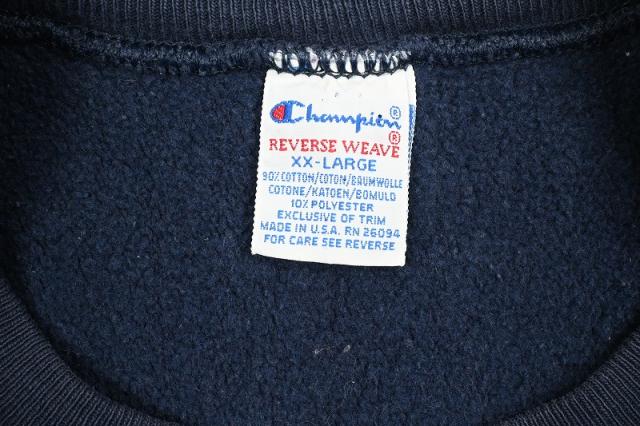 Champion®
REVERSE WEAVE®
XX-LARGE
90% COTTON/COTON/BAUMWOLLE
COTONE/KATOEN/BOMULD
10% POLYESTER
EXCLUSIVE OF TRIM
MADE IN U.S.A. RN 26094
FOR CARE SEE REVERSE